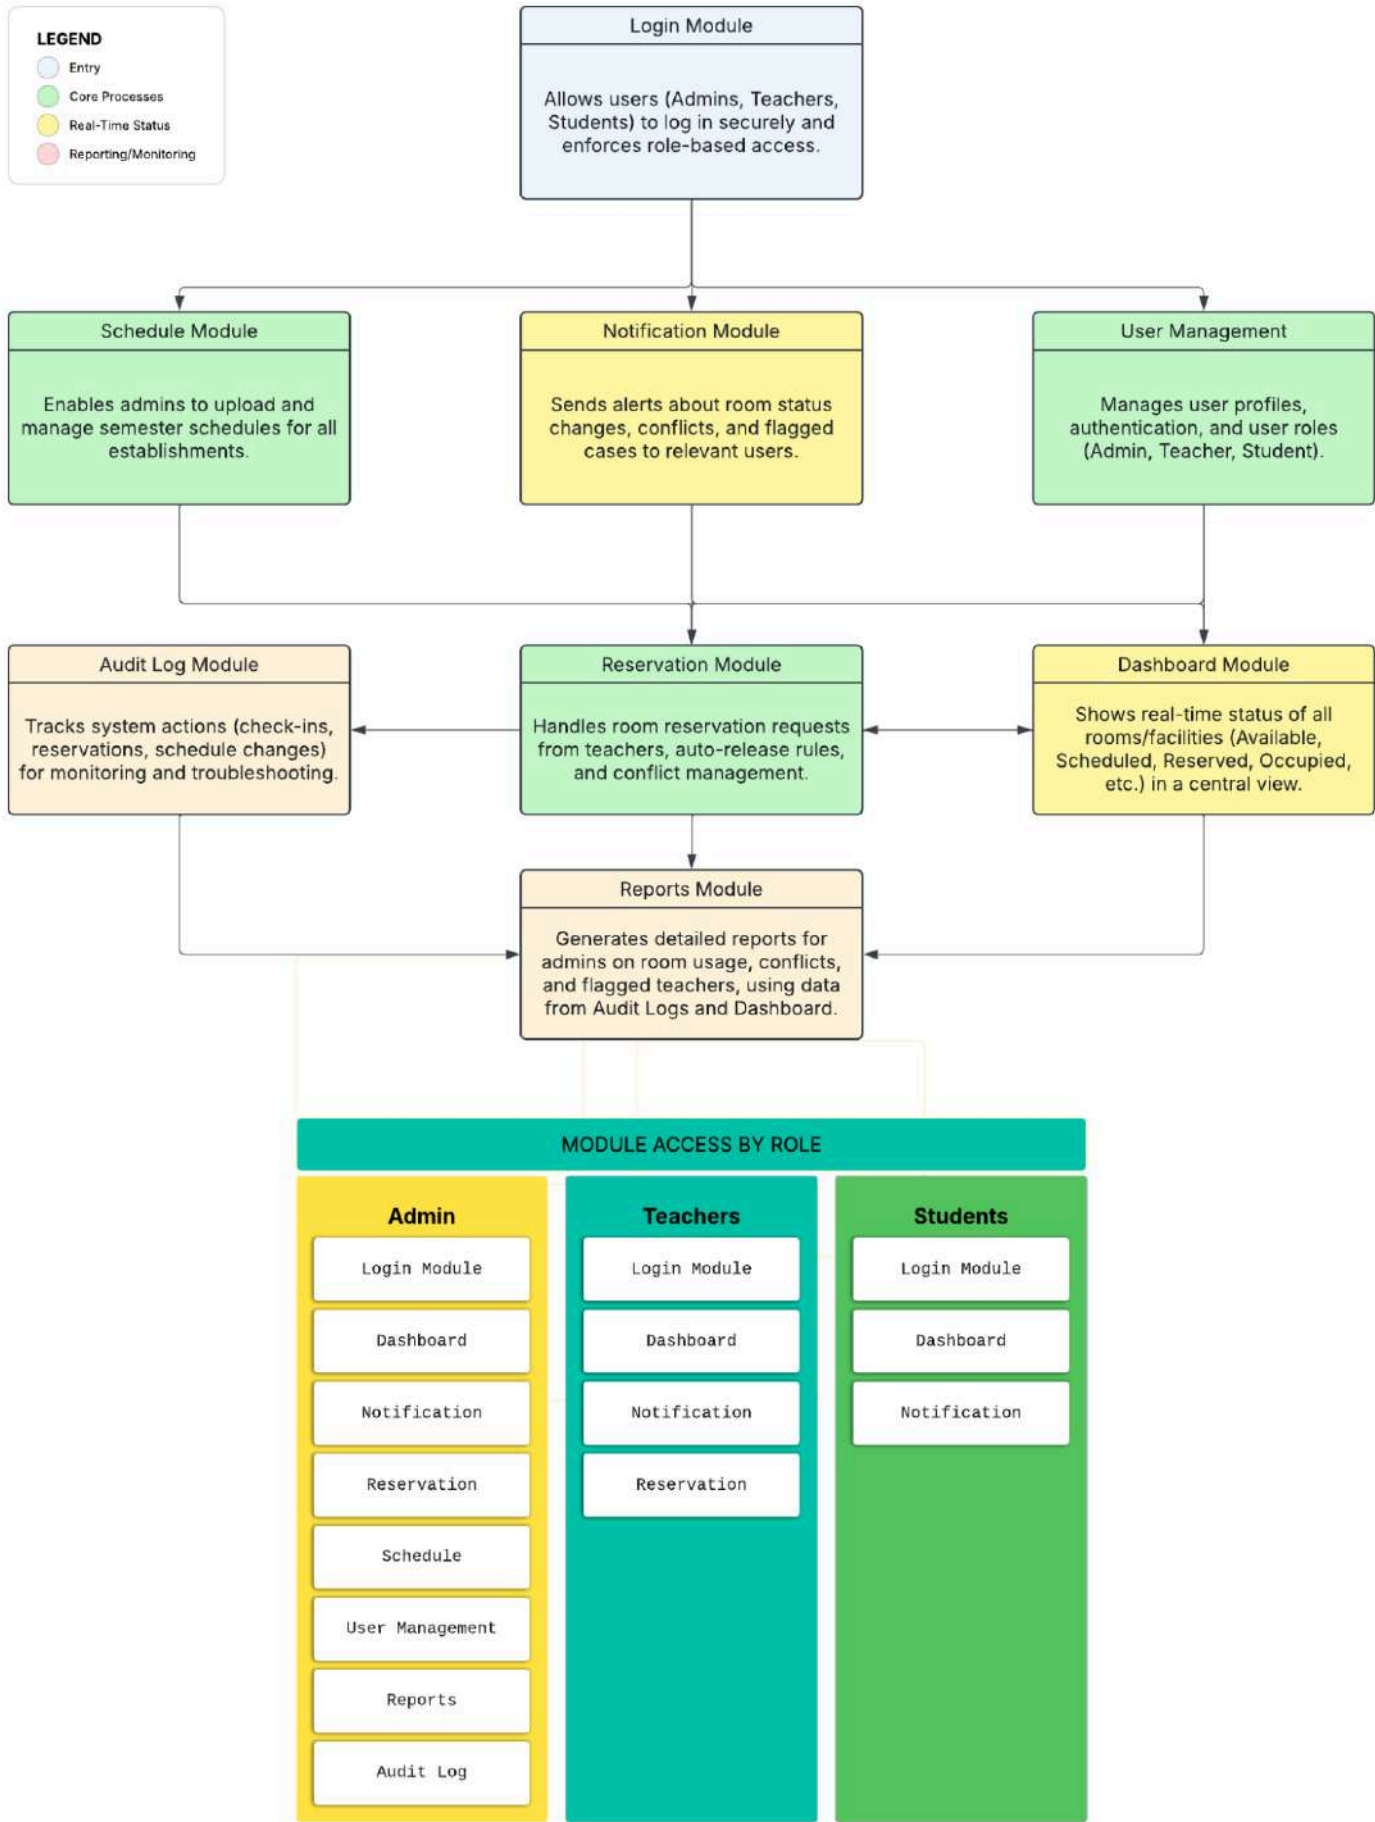 LEGEND
Entry
Core Processes
Real-Time Status
Reporting/Monitoring
Login Module
Allows users (Admins, Teachers,
Students) to log in securely and
enforces role-based access.
Schedule Module
Enables admins to upload and
manage semester schedules for all
establishments.
Notification Module
Sends alerts about room status
changes, conflicts, and flagged
cases to relevant users.
User Management
Manages user profiles,
authentication, and user roles
(Admin, Teacher, Student).
Audit Log Module
Tracks system actions (check-ins,
reservations, schedule changes)
for monitoring and troubleshooting.
Reservation Module
Handles room reservation requests
from teachers, auto-release rules,
and conflict management.
Dashboard Module
Shows real-time status of all
rooms/facilities (Available,
Scheduled, Reserved, Occupied,
etc.) in a central view.
Reports Module
Generates detailed reports for
admins on room usage, conflicts,
and flagged teachers, using data
from Audit Logs and Dashboard.
MODULE ACCESS BY ROLE
Admin
Login Module
Dashboard
Notification
Reservation
Schedule
User Management
Reports
Audit Log
Teachers
Login Module
Dashboard
Notification
Reservation
Students
Login Module
Dashboard
Notification